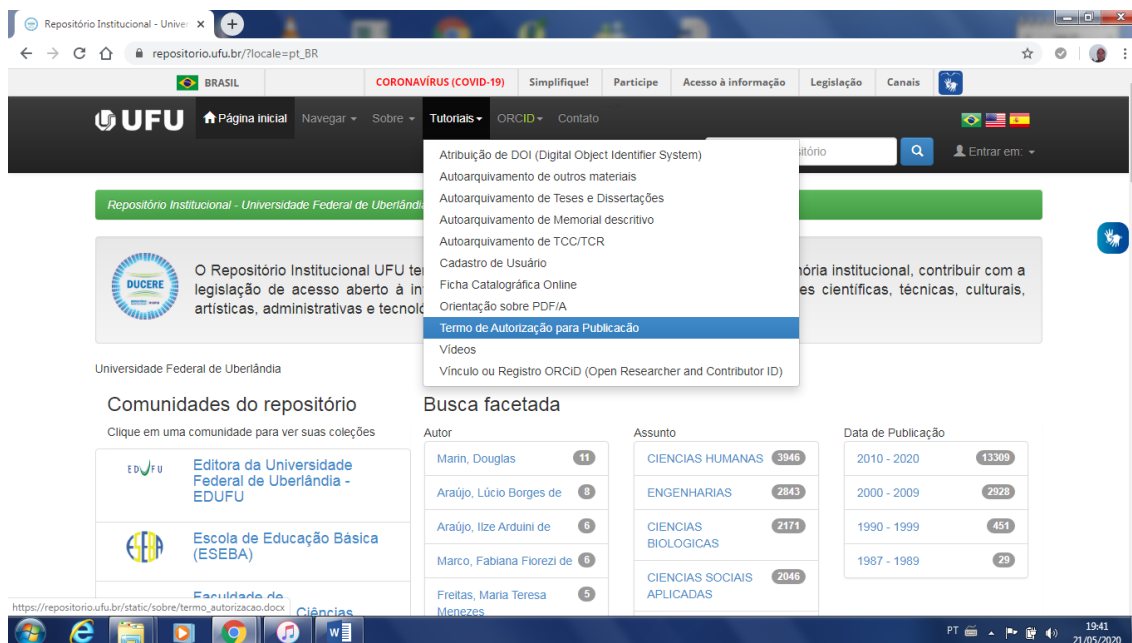 Repositório Institucional - Univer
repositorio.ufu.br/?locale=pt_BR
BRASIL CORONAVÍRUS (COVID-19) Simplifique! Participe Acesso à informação Legislação Canais
UFU Página inicial Navegar Sobre Tutoriais ORCID Contato
Entrar em:
Atribuição de DOI (Digital Object Identifier System)
Autoarquivamento de outros materiais
Autoarquivamento de Teses e Dissertações
Autoarquivamento de Memorial descritivo
Autoarquivamento de TCC/TCR
Cadastro de Usuário
Ficha Catalográfica Online
Orientação sobre PDF/A
Termo de Autorização para Publicacão
Vídeos
Vínculo ou Registro ORCiD (Open Researcher and Contributor ID)
Repositório Institucional - Universidade Federal de
DUCERE
O Repositório Institucional UFU institucional, contribuir com a
legislação de acesso aberto à científicas, técnicas, culturais,
artísticas, administrativas e
Universidade Federal de Uberlândia
Comunidades do repositório
Clique em uma comunidade para ver suas coleções
EDUFU
Editora da Universidade
Federal de Uberlândia -
EDUFU
ESEBA
Escola de Educação Básica
(ESEBA)
Faculdade de
Ciências
Busca facetada
Autor
Marin, Douglas 11
Araújo, Lúcio Borges de 8
Araújo, Ilze Arduini de 6
Marco, Fabiana Fiorezi de 6
Freitas, Maria Teresa 5
Menezes
Assunto
CIENCIAS HUMANAS 3946
ENGENHARIAS 2843
CIENCIAS 2171
BIOLOGICAS
CIENCIAS SOCIAIS 2046
APLICADAS
Data de Publicação
2010 - 2020 13309
2000 - 2009 2928
1990 - 1999 451
1987 - 1989 29
https://repositorio.ufu.br/static/sobre/termo_autorizacao.docx
PT 19:41
21/05/2020